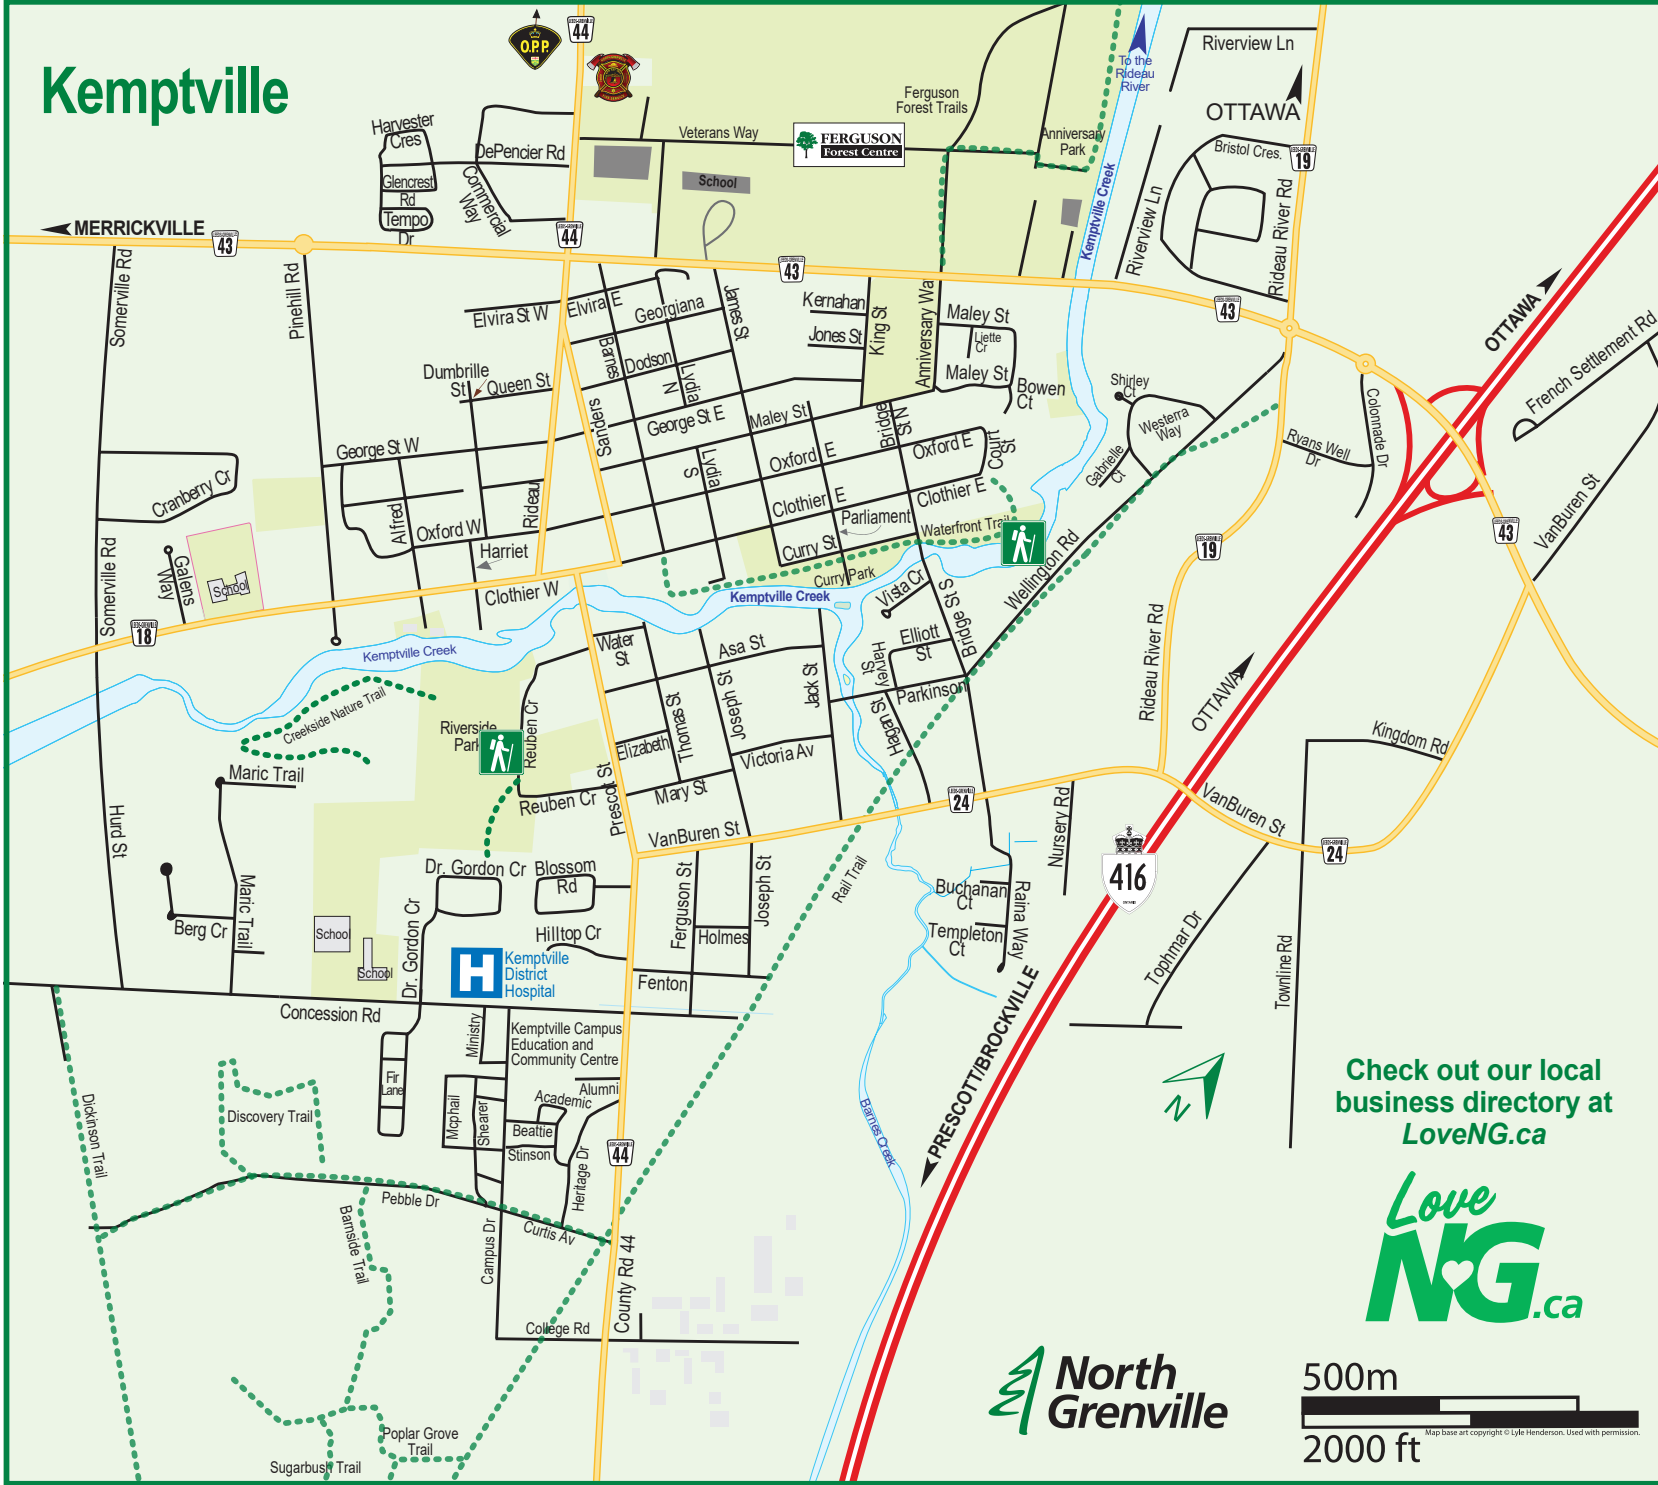 Kemptville
O.P.P.
44
Riverview Ln
To the
Rideau
River
OTTAWA
Ferguson
Forest Trails
Harvester
Cres
DePencier Rd
Glencrest
Rd
Tempo
Dr
Commercial
Way
Veterans Way
FERGUSON
Forest Centre
Anniversary
Park
School
Bristol Cres.
19
Kemptville Creek
Riverview Ln
Rideau River Rd
MERRICKVILLE
43
44
43
43
Somerville Rd
Pinehill Rd
Elvira St W
Elvira E
Georgiana
James St
Kernahan
Jones St
King St
Anniversary Way
Maley St
Liette
Cr
Maley St
Bowen
Ct
Shirley
Ct
Westerra
Way
Gabrielle
Ct
OTTAWA
French Settlement Rd
Colonnade Dr
Ryans Well
Dr
VanBuren St
43
Dumbrille
St
Queen St
Barnes
Dodson
Lydia
N
Sanders
George St E
Maley St
Bridge
St N
George St W
Oxford E
Oxford E
Court
St
Lydia
S
Clothier E
Clothier E
Parliament
Waterfront Trail
Curry St
Curry Park
Cranberry Cr
Alfred
Oxford W
Rideau
Harriet
Galens
Way
School
Somerville Rd
18
Clothier W
Kemptville Creek
Vista Cr
Bridge St S
Wellington Rd
19
Rideau River Rd
Kemptville Creek
Water
St
Asa St
Elliott
St
Harvey
St
Parkinson
Hagan St
Jack St
Joseph St
Thomas St
Elizabeth
Victoria Av
Mary St
Creekside Nature Trail
Riverside
Park
Reuben Cr
Reuben Cr
Prescott St
VanBuren St
OTTAWA
Kingdom Rd
24
VanBuren St
24
Maric Trail
Hurd St
Maric Trail
Berg Cr
School
School
Dr. Gordon Cr
Dr. Gordon Cr
Blossom
Rd
Hilltop Cr
Ferguson St
Holmes
Joseph St
Fenton
Rail Trail
Nursery Rd
416
ONTARIO
Buchanan
Ct
Templeton
Ct
Raina Way
Tophmar Dr
Townline Rd
H
Kemptville
District
Hospital
Concession Rd
Ministry
Kemptville Campus
Education and
Community Centre
Fir
Lane
Mcphail
Shearer
Alumni
Academic
Beattie
Stinson
Heritage Dr
44
PRESCOTT/BROCKVILLE
Barnes Creek
N
Dickinson Trail
Discovery Trail
Pebble Dr
Barnside Trail
Curtis Av
Campus Dr
County Rd 44
College Rd
Poplar Grove
Trail
Sugarbush Trail
Check out our local
business directory at
LoveNG.ca
Love
NG.ca
North
Grenville
500m
2000 ft
Map base art copyright © Lyle Henderson. Used with permission.